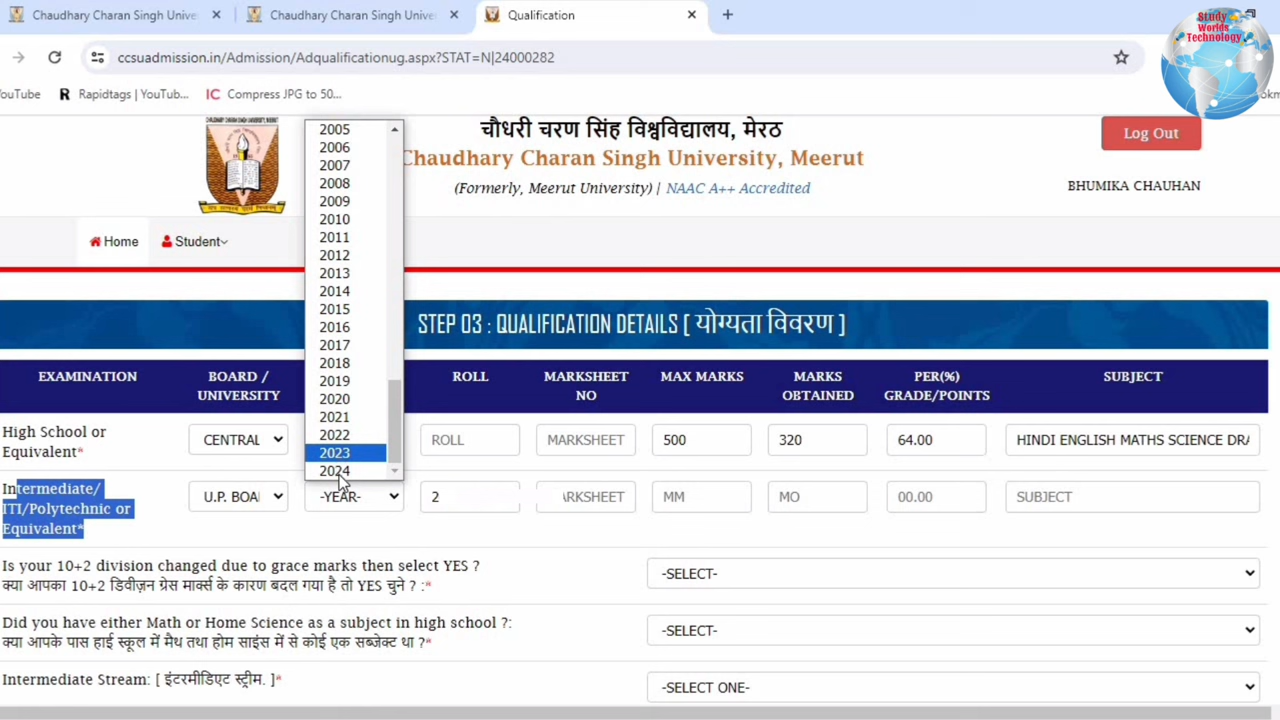 Chaudhary Charan Singh Unive
Chaudhary Charan Singh Unive
Qualification
ccsuadmission.in/Admission/Adqualificationug.aspx?STAT=N|24000282
Study
Worlds
Technology
ouTube
Rapidtags | YouTub...
IC Compress JPG to 50...
चौधरी चरण सिंह विश्वविद्यालय, मेरठ
Chaudhary Charan Singh University, Meerut
(Formerly, Meerut University) | NAAC A++ Accredited
Log Out
BHUMIKA CHAUHAN
Home
Student
2005
2006
2007
2008
2009
2010
2011
2012
2013
2014
2015
2016
2017
2018
2019
2020
2021
2022
2023
2024
STEP 03 : QUALIFICATION DETAILS [ योग्यता विवरण ]
EXAMINATION
BOARD /
UNIVERSITY
ROLL
MARKSHEET
NO
MAX MARKS
MARKS
OBTAINED
PER(%)
GRADE/POINTS
SUBJECT
High School or
Equivalent*
CENTRAL
ROLL
MARKSHEET
500
320
64.00
HINDI ENGLISH MATHS SCIENCE DRA
Intermediate/
ITI/Polytechnic or
Equivalent*
U.P. BOA
-YEAR-
2
ARKSHEET
MM
MO
00.00
SUBJECT
Is your 10+2 division changed due to grace marks then select YES ?
क्या आपका 10+2 डिवीज़न ग्रेस मार्क्स के कारण बदल गया है तो YES चुने ? :*
-SELECT-
Did you have either Math or Home Science as a subject in high school ?:
क्या आपके पास हाई स्कूल में मैथ तथा होम साइंस में से कोई एक सब्जेक्ट था ?*
-SELECT-
Intermediate Stream: [ इंटरमीडिएट स्ट्रीम. ]*
-SELECT ONE-